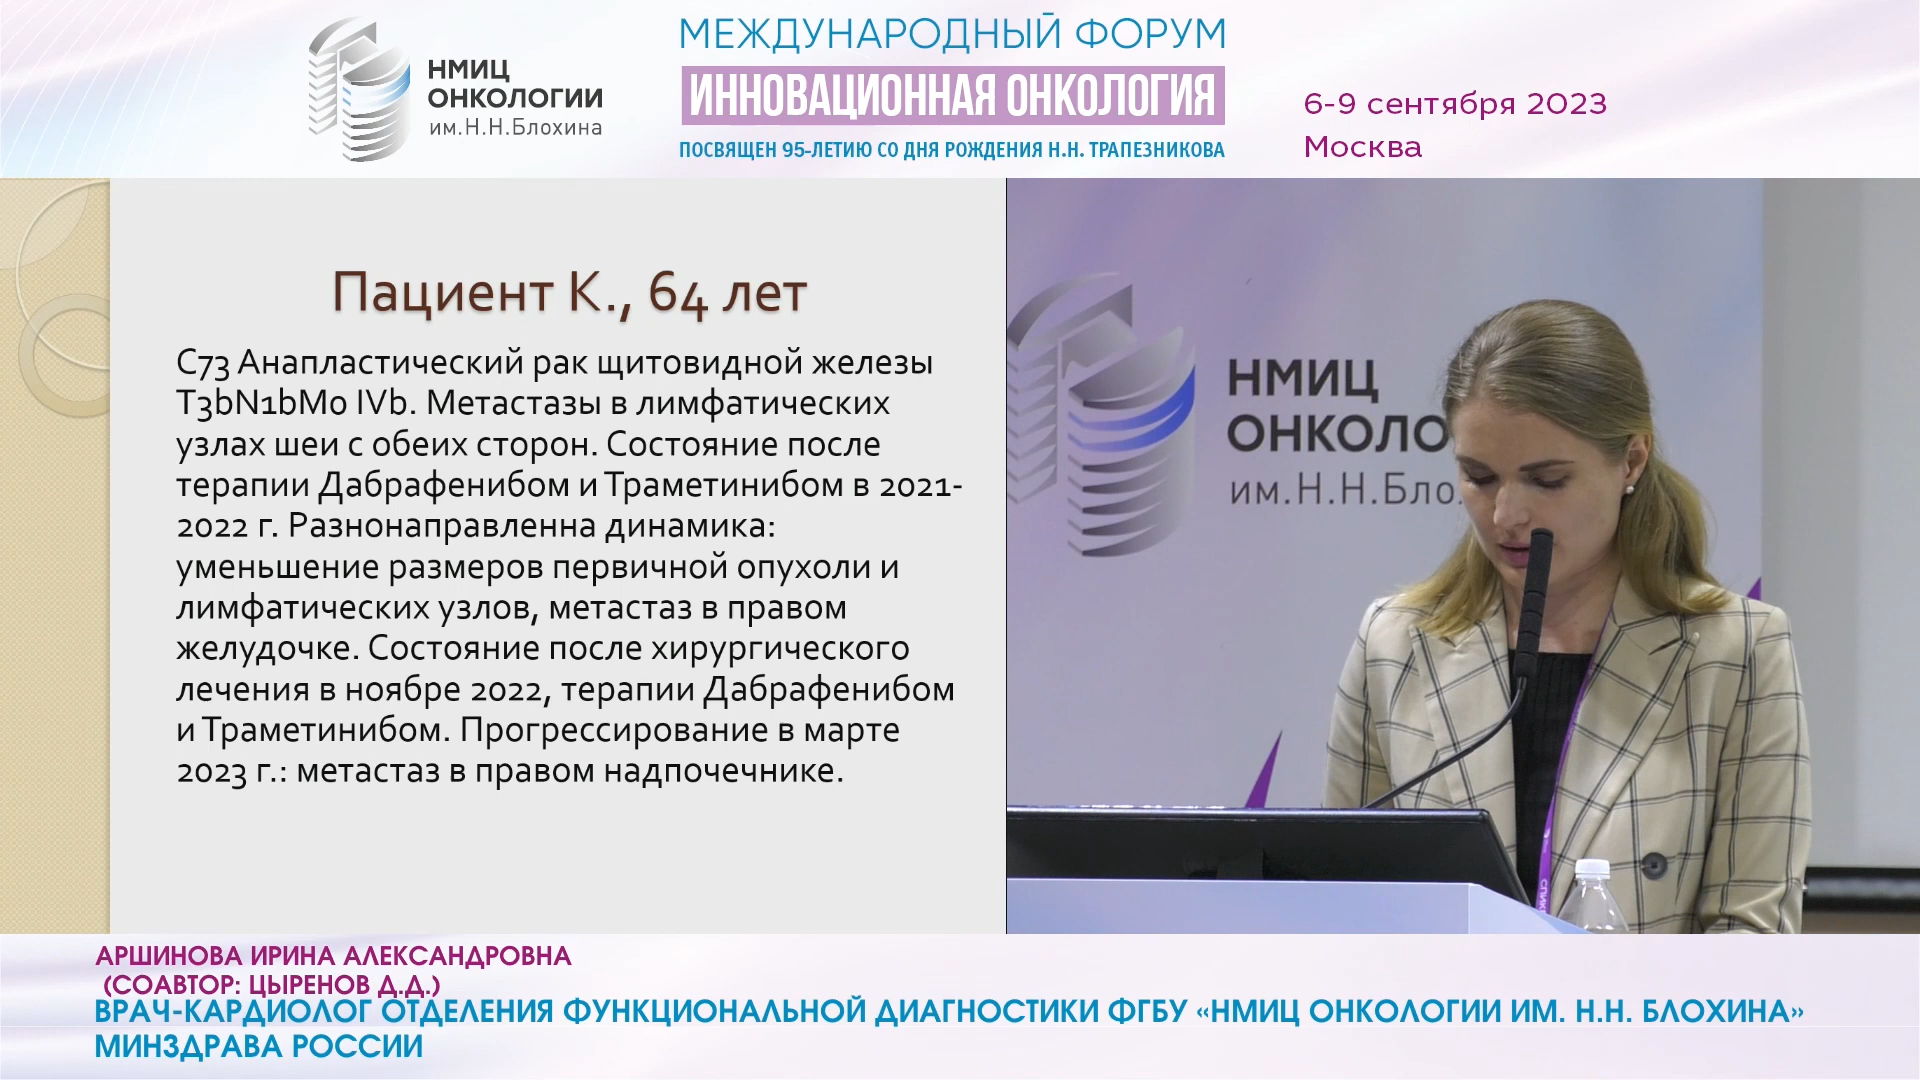 НМИЦ
ОНКОЛОГИИ
им.Н.Н.Блохина
МЕЖДУНАРОДНЫЙ ФОРУМ
ИННОВАЦИОННАЯ ОНКОЛОГИЯ
ПОСВЯЩЕН 95-ЛЕТИЮ СО ДНЯ РОЖДЕНИЯ Н.Н. ТРАПЕЗНИКОВА
6-9 сентября 2023
Москва
Пациент К., 64 лет
С73 Анапластический рак щитовидной железы
T3bN1bM0 IVb. Метастазы в лимфатических
узлах шеи с обеих сторон. Состояние после
терапии Дабрафенибом и Траметинибом в 2021-
2022 г. Разнонаправленна динамика:
уменьшение размеров первичной опухоли и
лимфатических узлов, метастаз в правом
желудочке. Состояние после хирургического
лечения в ноябре 2022, терапии Дабрафенибом
и Траметинибом. Прогрессирование в марте
2023 г.: метастаз в правом надпочечнике.
НМИЦ
ОНКОЛО
им.Н.Н.Бло
АРШИНОВА ИРИНА АЛЕКСАНДРОВНА
(СОАВТОР: ЦЫРЕНОВ Д.Д.)
ВРАЧ-КАРДИОЛОГ ОТДЕЛЕНИЯ ФУНКЦИОНАЛЬНОЙ ДИАГНОСТИКИ ФГБУ «НМИЦ ОНКОЛОГИИ ИМ. Н.Н. БЛОХИНА»
МИНЗДРАВА РОССИИ